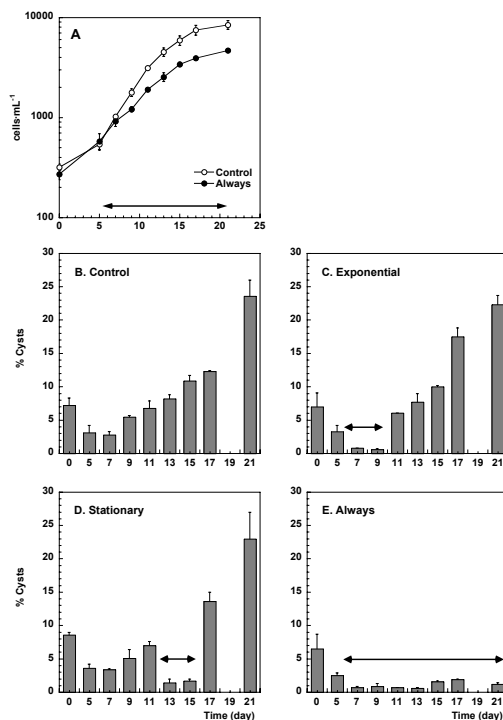 10000
A
1000
cells·mL-1
Control
Always
100
0 5 10 15 20 25
30
B. Control
25
20
% Cysts
15
10
5
0
0 5 7 9 11 13 15 17 19 21
30
C. Exponential
25
20
15
10
5
0
0 5 7 9 11 13 15 17 19 21
30
D. Stationary
25
20
% Cysts
15
10
5
0
0 5 7 9 11 13 15 17 19 21
Time (day)
30
E. Always
25
20
15
10
5
0
0 5 7 9 11 13 15 17 19 21
Time (day)